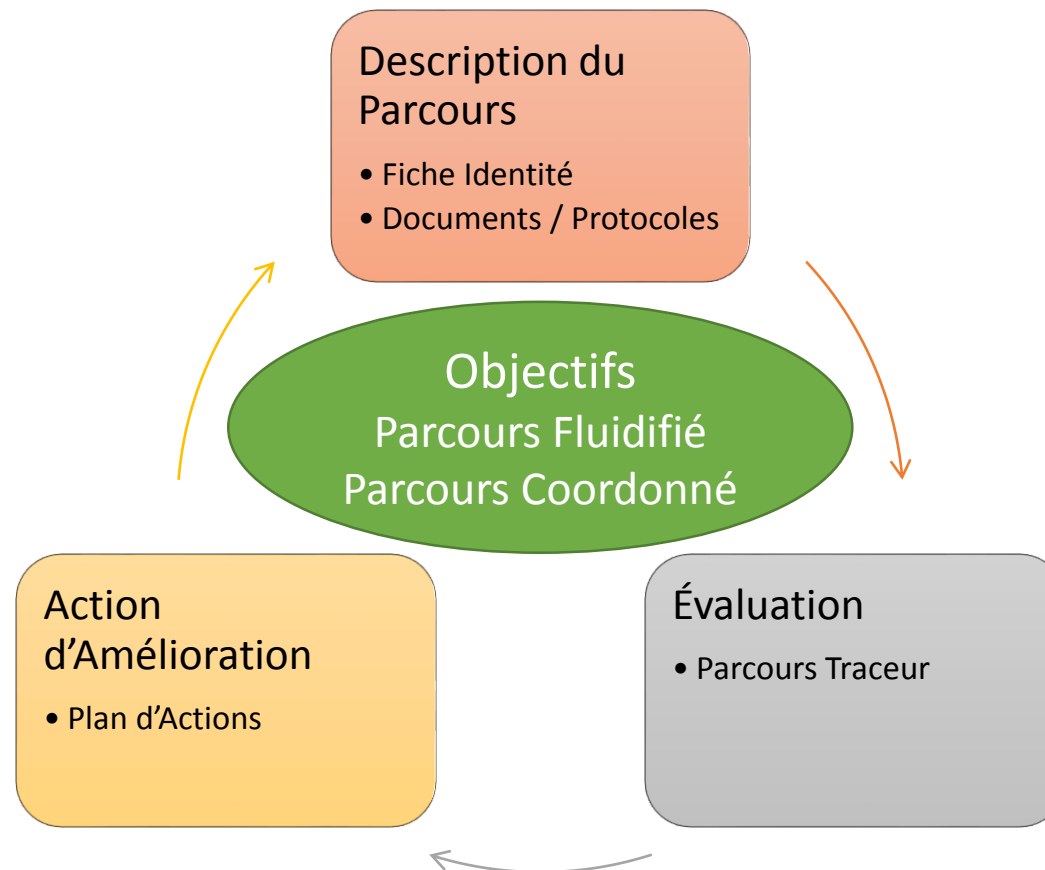 Description du
Parcours
• Fiche Identité
• Documents / Protocoles
Objectifs
Parcours Fluidifié
Parcours Coordonné
Action
d’Amélioration
• Plan d’Actions
Évaluation
• Parcours Traceur